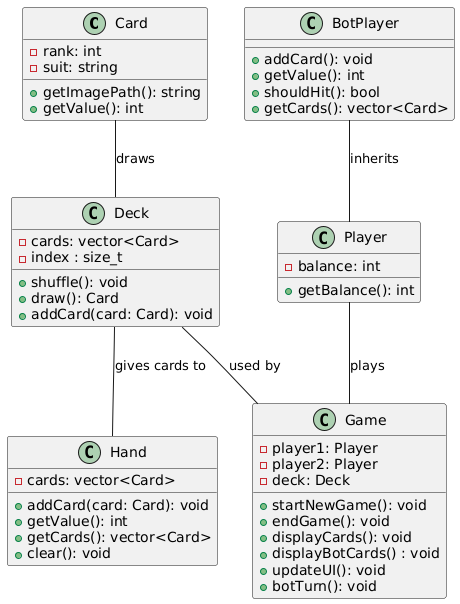 C Card
rank: int
suit: string
getImagePath(): string
getValue(): int
C BotPlayer
addCard(): void
getValue(): int
shouldHit(): bool
getCards(): vector<Card>
draws
inherits
C Deck
cards: vector<Card>
index : size_t
shuffle(): void
draw(): Card
addCard(card: Card): void
C Player
balance: int
getBalance(): int
gives cards to
used by
plays
C Hand
cards: vector<Card>
addCard(card: Card): void
getValue(): int
getCards(): vector<Card>
clear(): void
C Game
player1: Player
player2: Player
deck: Deck
startNewGame(): void
endGame(): void
displayCards(): void
displayBotCards() : void
updateUI(): void
botTurn(): void